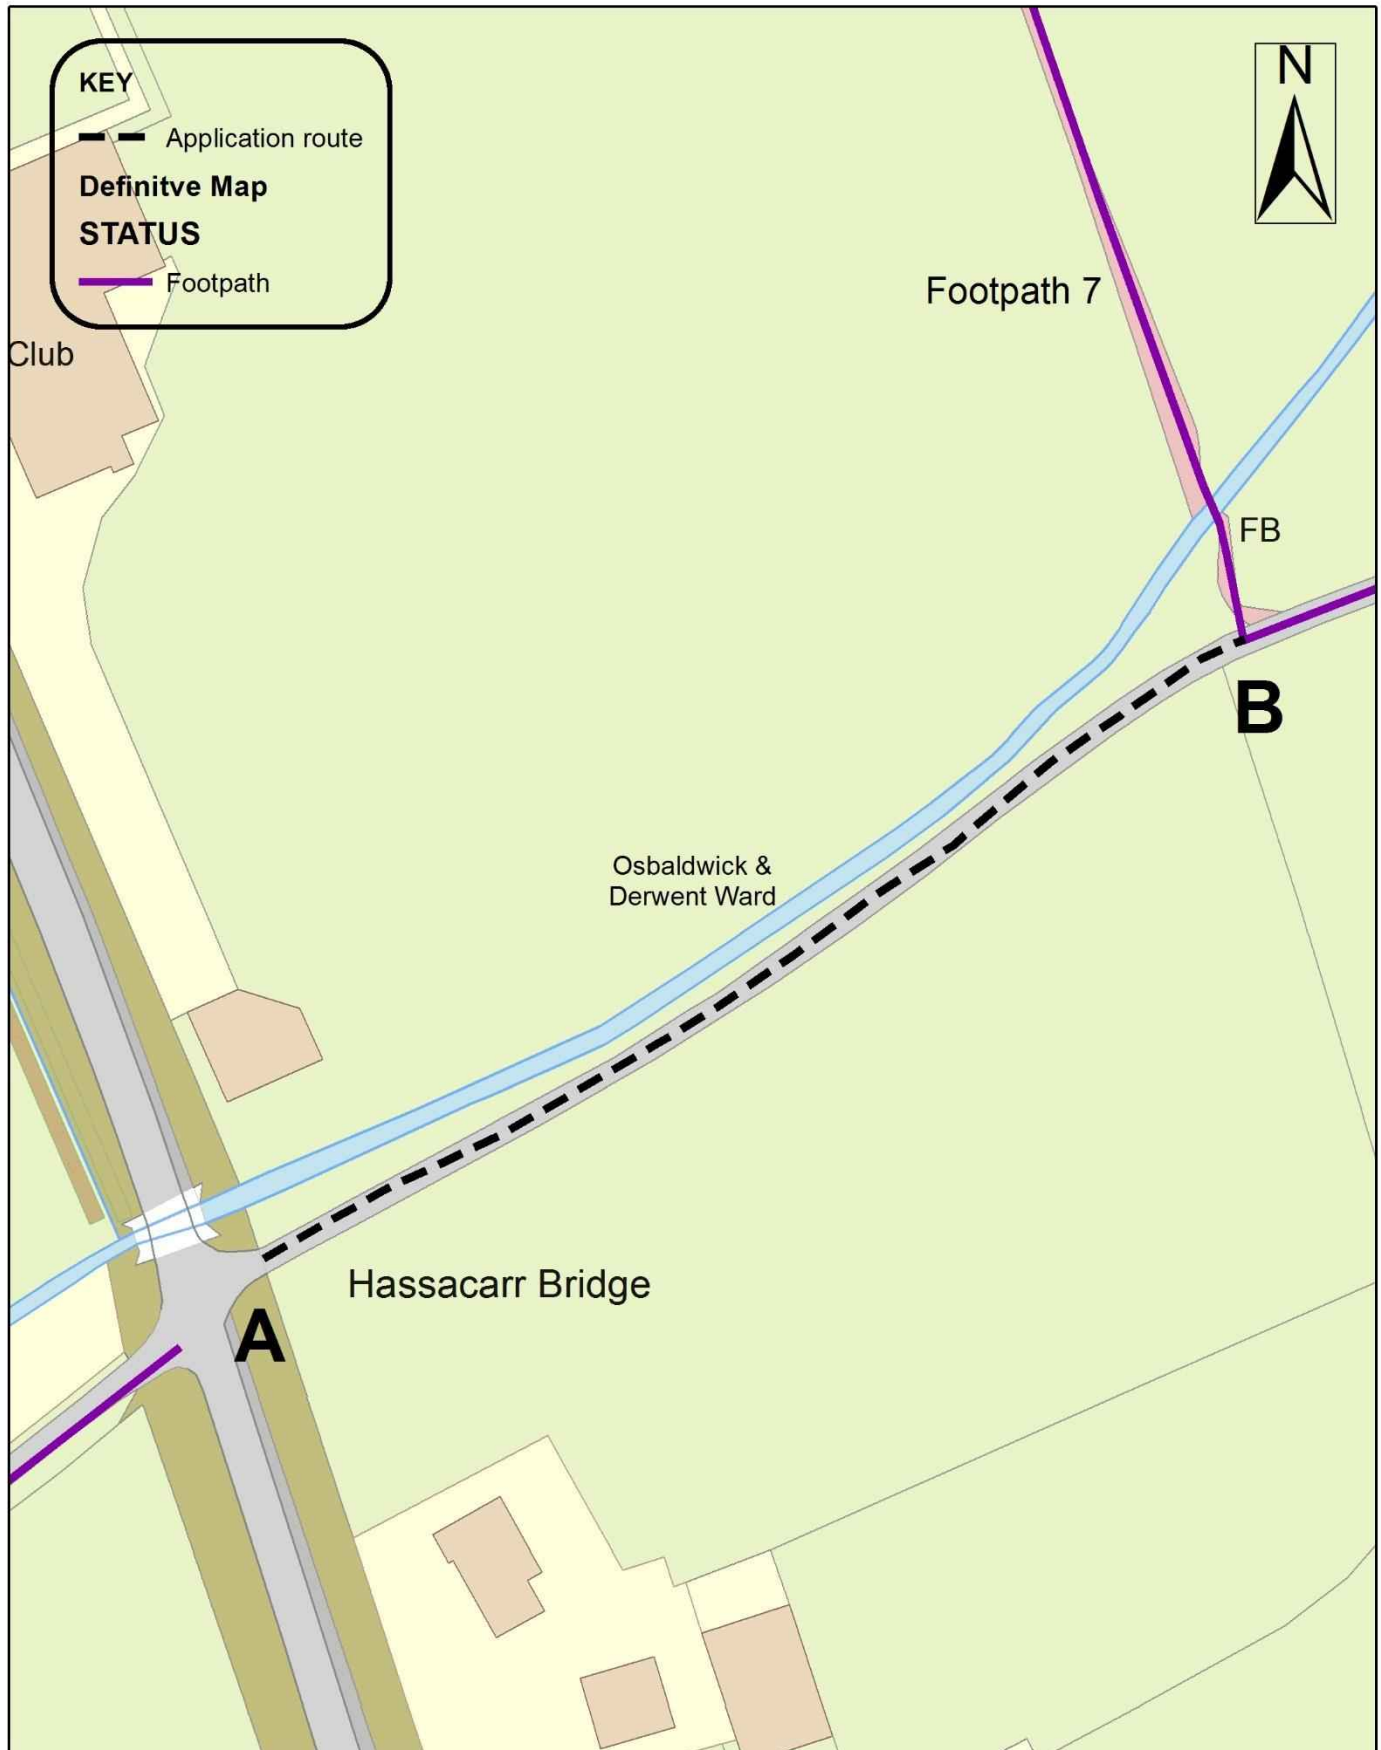 KEY
Application route
Definitve Map
STATUS
Footpath
N
Footpath 7
Club
FB
B
Osbaldwick &
Derwent Ward
Hassacarr Bridge
A